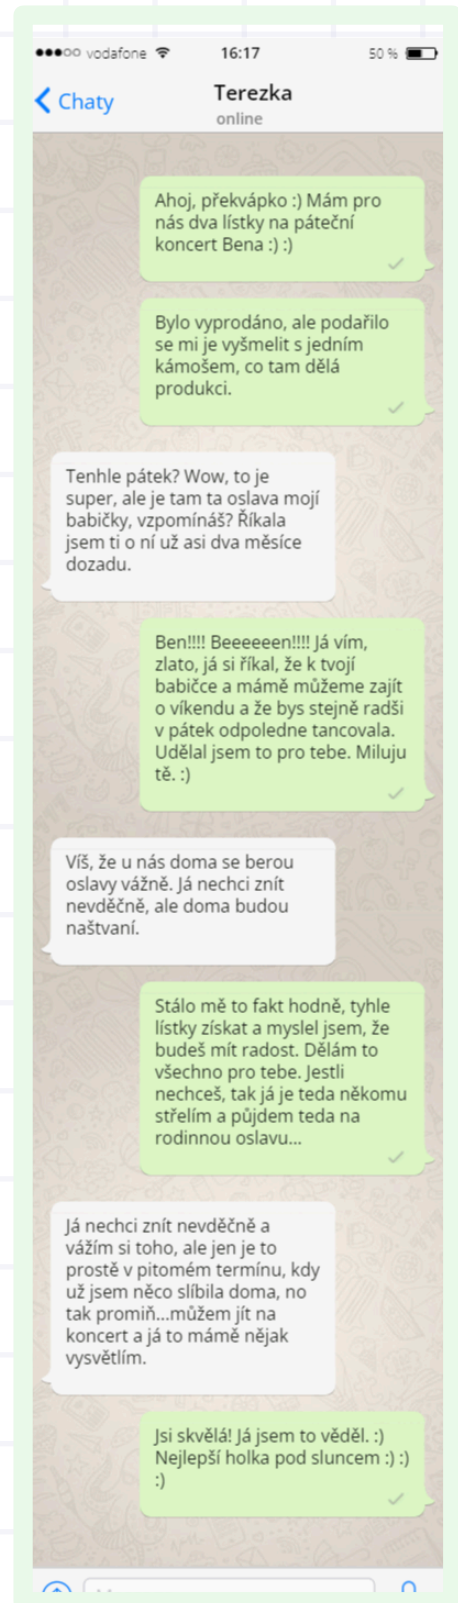 vodafone 16:17 50 %
Chaty Terezka
online
Ahoj, překvápko :) Mám pro
nás dva lístky na páteční
koncert Bena :) :)
Bylo vyprodáno, ale podařilo
se mi je vyšmelit s jedním
kámošem, co tam dělá
produkci.
Tenhle pátek? Wow, to je
super, ale je tam ta oslava mojí
babičky, vzpomínáš? Říkala
jsem ti o ní už asi dva měsíce
dozadu.
Ben!!!! Beeeeeen!!!! Já vím,
zlato, já si říkal, že k tvojí
babičce a mámě můžeme zajít
o víkendu a že bys stejně radši
v pátek odpoledne tancovala.
Udělal jsem to pro tebe. Miluju
tě. :)
Víš, že u nás doma se berou
oslavy vážně. Já nechci znít
nevděčně, ale doma budou
naštvaní.
Stálo mě to fakt hodně, tyhle
lístky získat a myslel jsem, že
budeš mít radost. Dělám to
všechno pro tebe. Jestli
nechceš, tak já je teda někomu
střelím a půjdem teda na
rodinnou oslavu...
Já nechci znít nevděčně a
vážím si toho, ale jen je to
prostě v pitomém termínu, kdy
už jsem něco slíbila doma, no
tak promiň...můžem jít na
koncert a já to mámě nějak
vysvětlím.
Jsi skvělá! Já jsem to věděl. :)
Nejlepší holka pod sluncem :) :)
:)